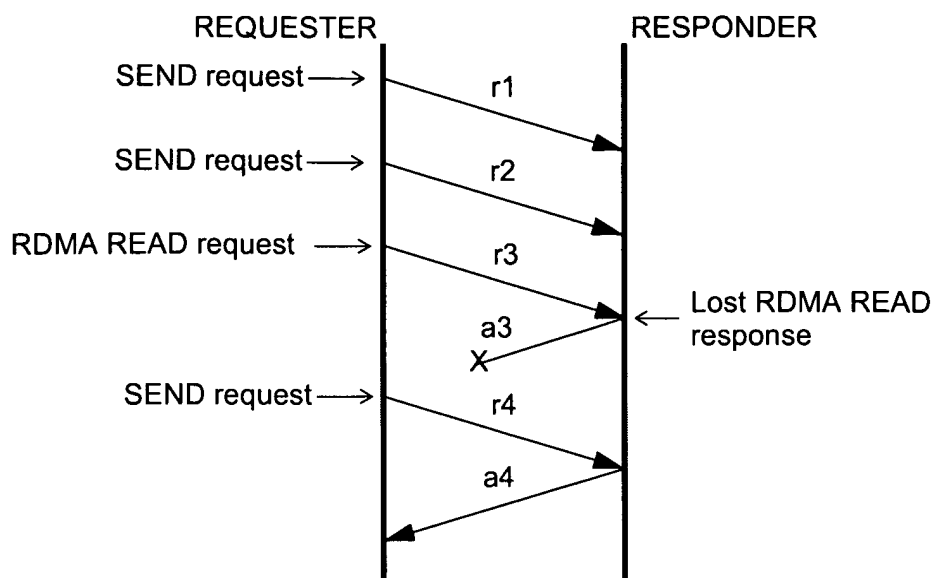 REQUESTER
RESPONDER
SEND request
r1
SEND request
r2
RDMA READ request
r3
Lost RDMA READ
response
a3
X
SEND request
r4
a4